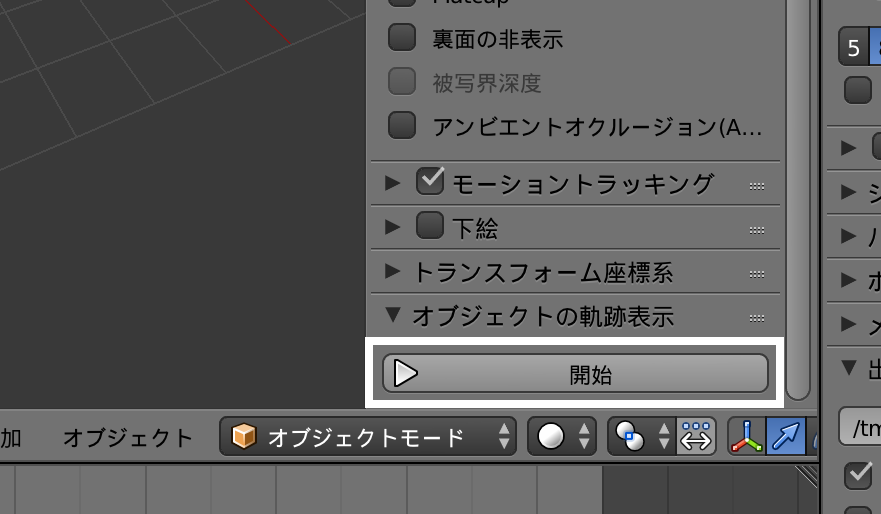 裏面の非表示
被写界深度
アンビエントオクルージョン(A...
モーショントラッキング
下絵
トランスフォーム座標系
オブジェクトの軌跡表示
開始
加 オブジェクト オブジェクトモード
5
/tm